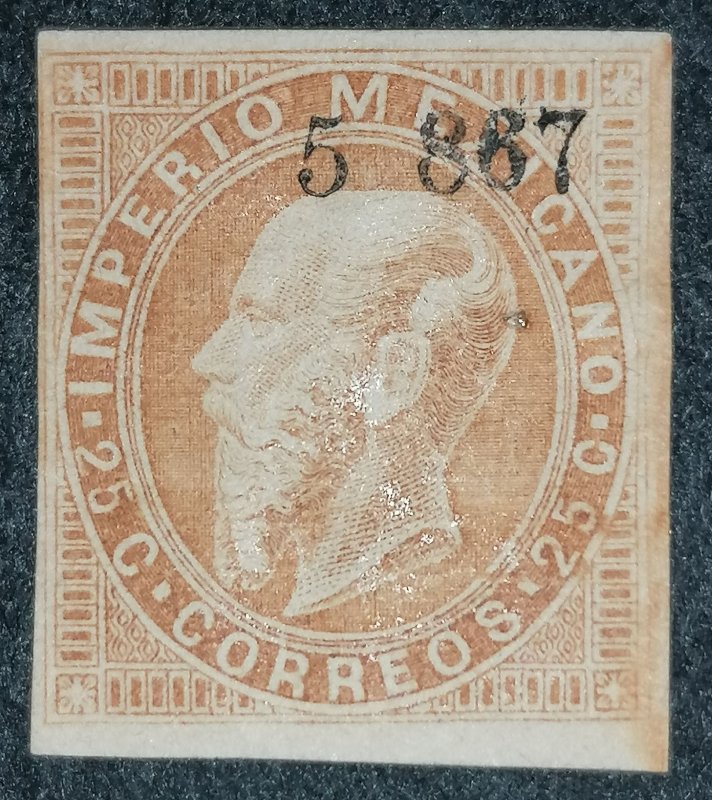 5 867
IMPERIO MEXICANO
25 C · CORREOS · 25 C